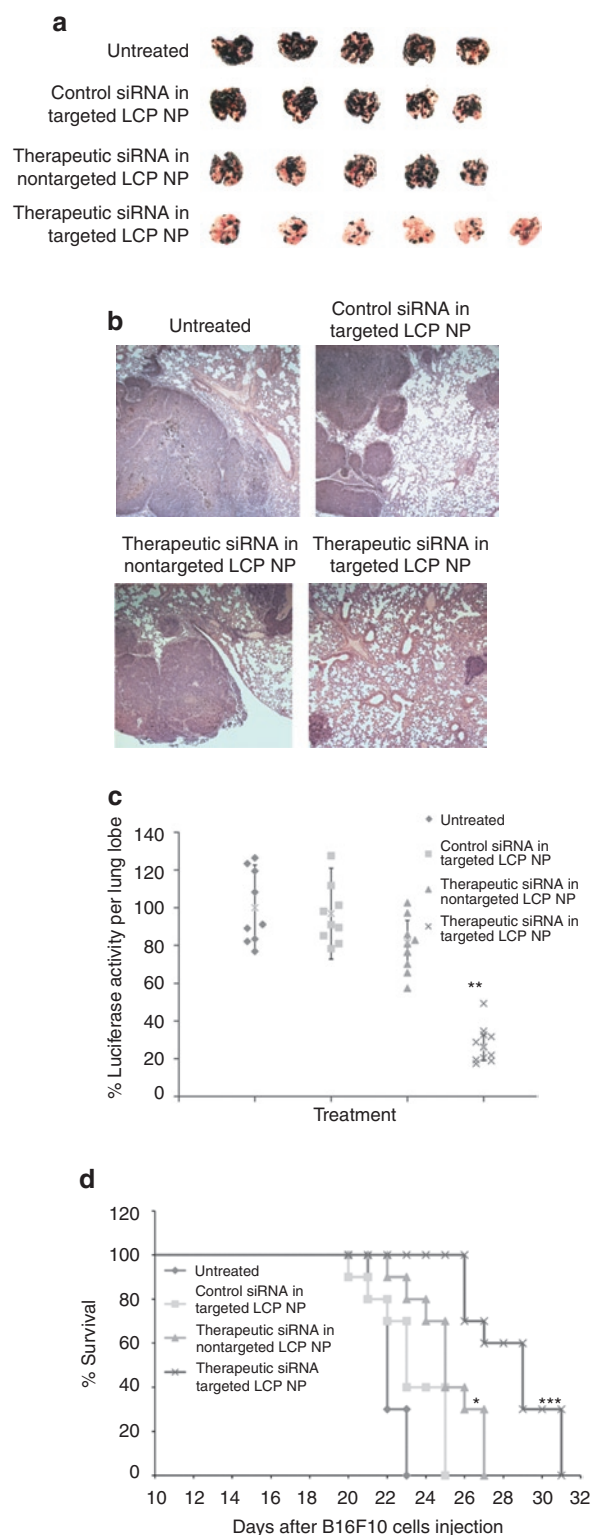 a
Untreated
Control siRNA in
targeted LCP NP
Therapeutic siRNA in
nontargeted LCP NP
Therapeutic siRNA in
targeted LCP NP
b
Untreated
Control siRNA in
targeted LCP NP
Therapeutic siRNA in
nontargeted LCP NP
Therapeutic siRNA in
targeted LCP NP
c
% Luciferase activity per lung lobe
140
120
100
80
60
40
20
0
**
Treatment
Untreated
Control siRNA in
targeted LCP NP
Therapeutic siRNA in
nontargeted LCP NP
Therapeutic siRNA in
targeted LCP NP
d
% Survival
120
100
80
60
40
20
0
Untreated
Control siRNA in
targeted LCP NP
Therapeutic siRNA in
nontargeted LCP NP
Therapeutic siRNA
targeted LCP NP
*
***
10 12 14 16 18 20 22 24 26 28 30 32
Days after B16F10 cells injection